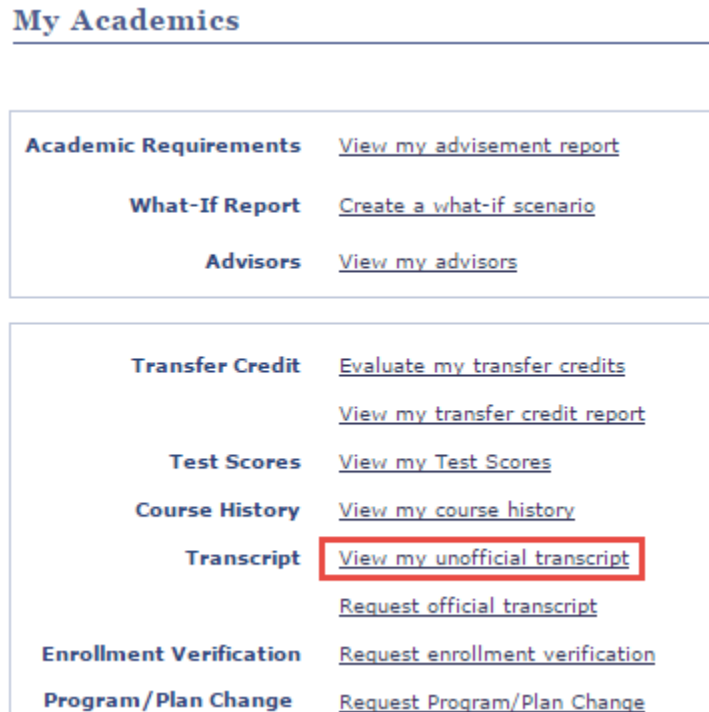 My Academics
Academic Requirements View my advisement report
What-If Report Create a what-if scenario
Advisors View my advisors
Transfer Credit Evaluate my transfer credits
View my transfer credit report
Test Scores View my Test Scores
Course History View my course history
Transcript View my unofficial transcript
Request official transcript
Enrollment Verification Request enrollment verification
Program/Plan Change Request Program/Plan Change